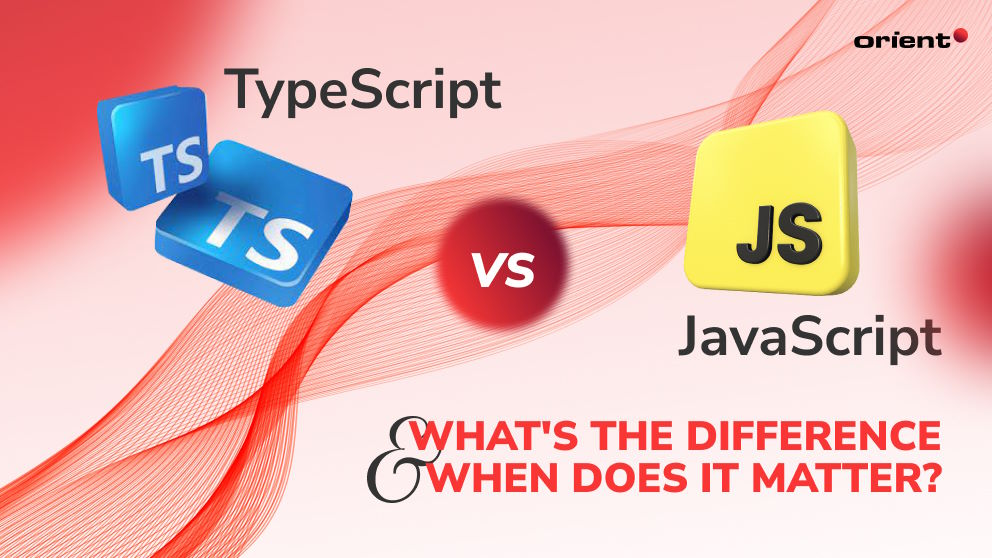 orient
TypeScript
TS
TS
VS
JS
JavaScript
WHAT'S THE DIFFERENCE
& WHEN DOES IT MATTER?